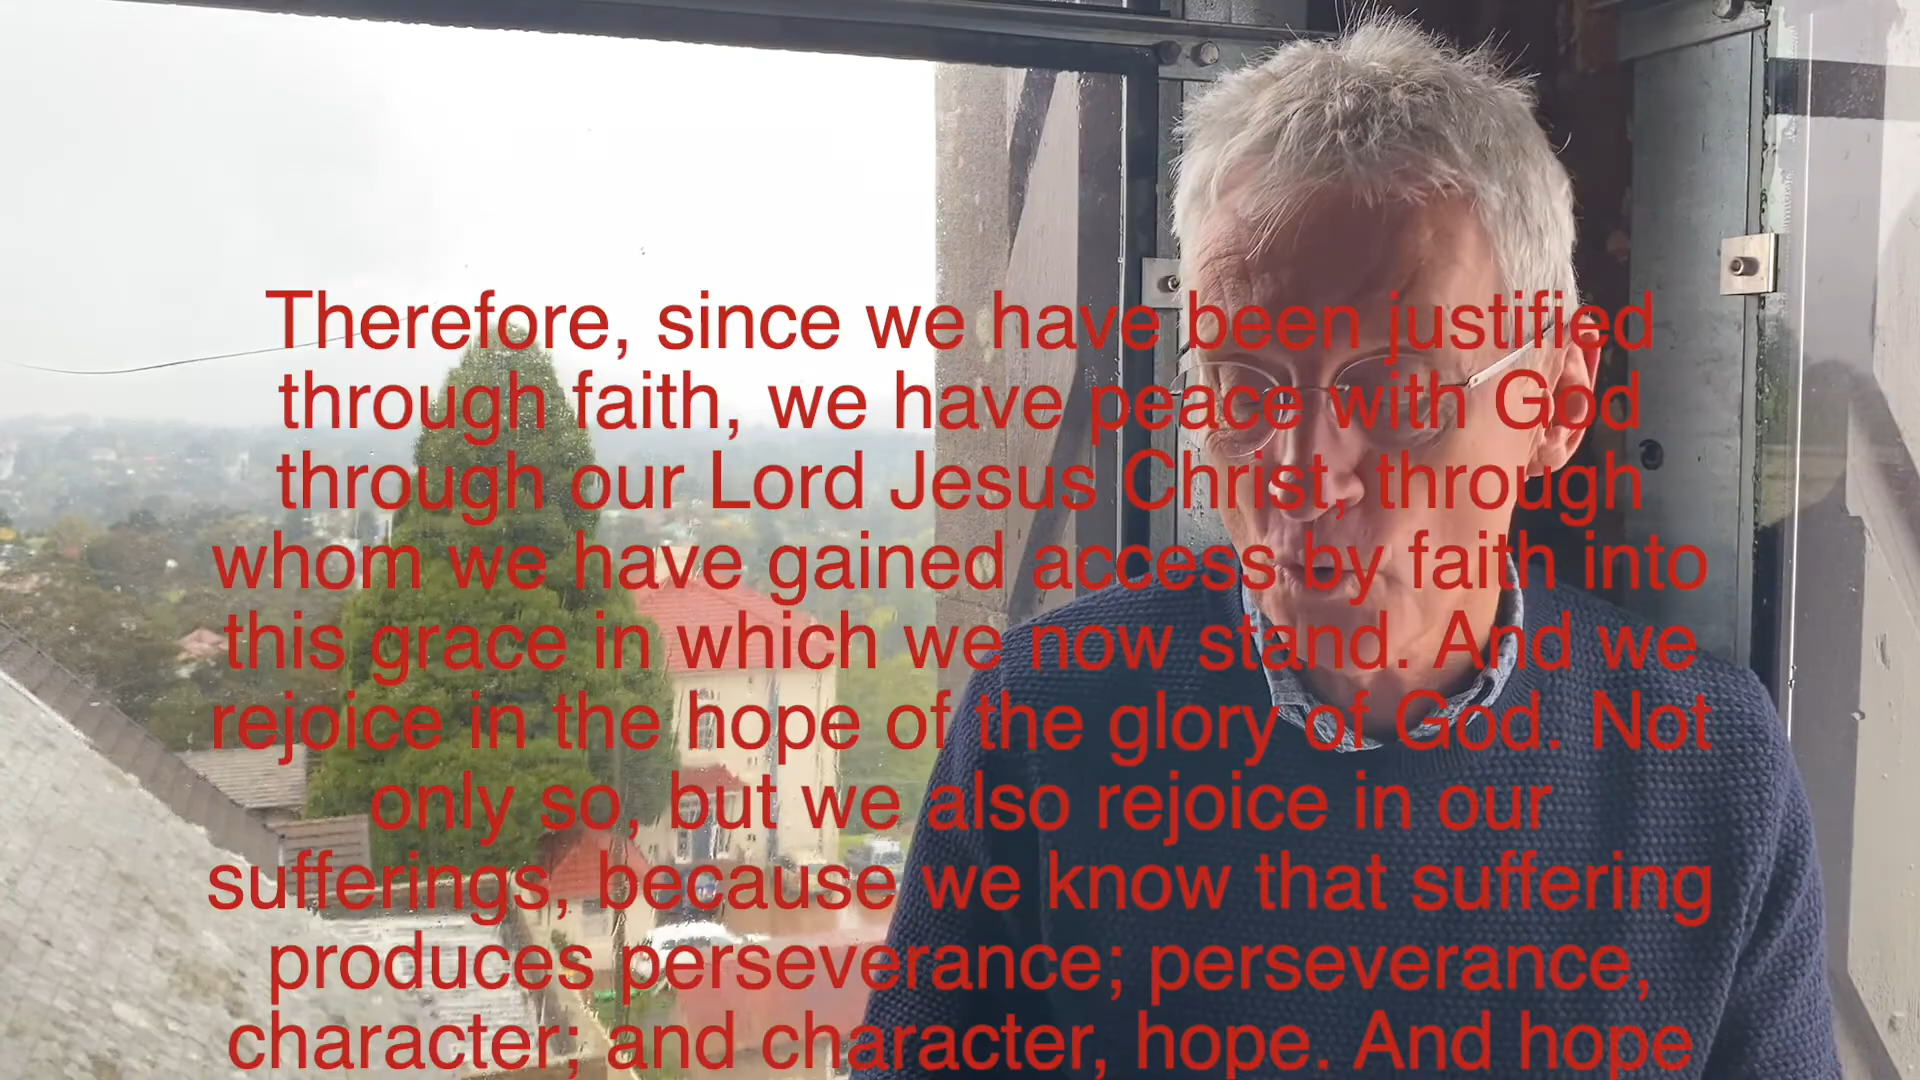 Therefore, since we have been justified
through faith, we have peace with God
through our Lord Jesus Christ, through
whom we have gained access by faith into
this grace in which we now stand. And we
rejoice in the hope of the glory of God. Not
only so, but we also rejoice in our
sufferings, because we know that suffering
produces perseverance; perseverance,
character; and character, hope. And hope